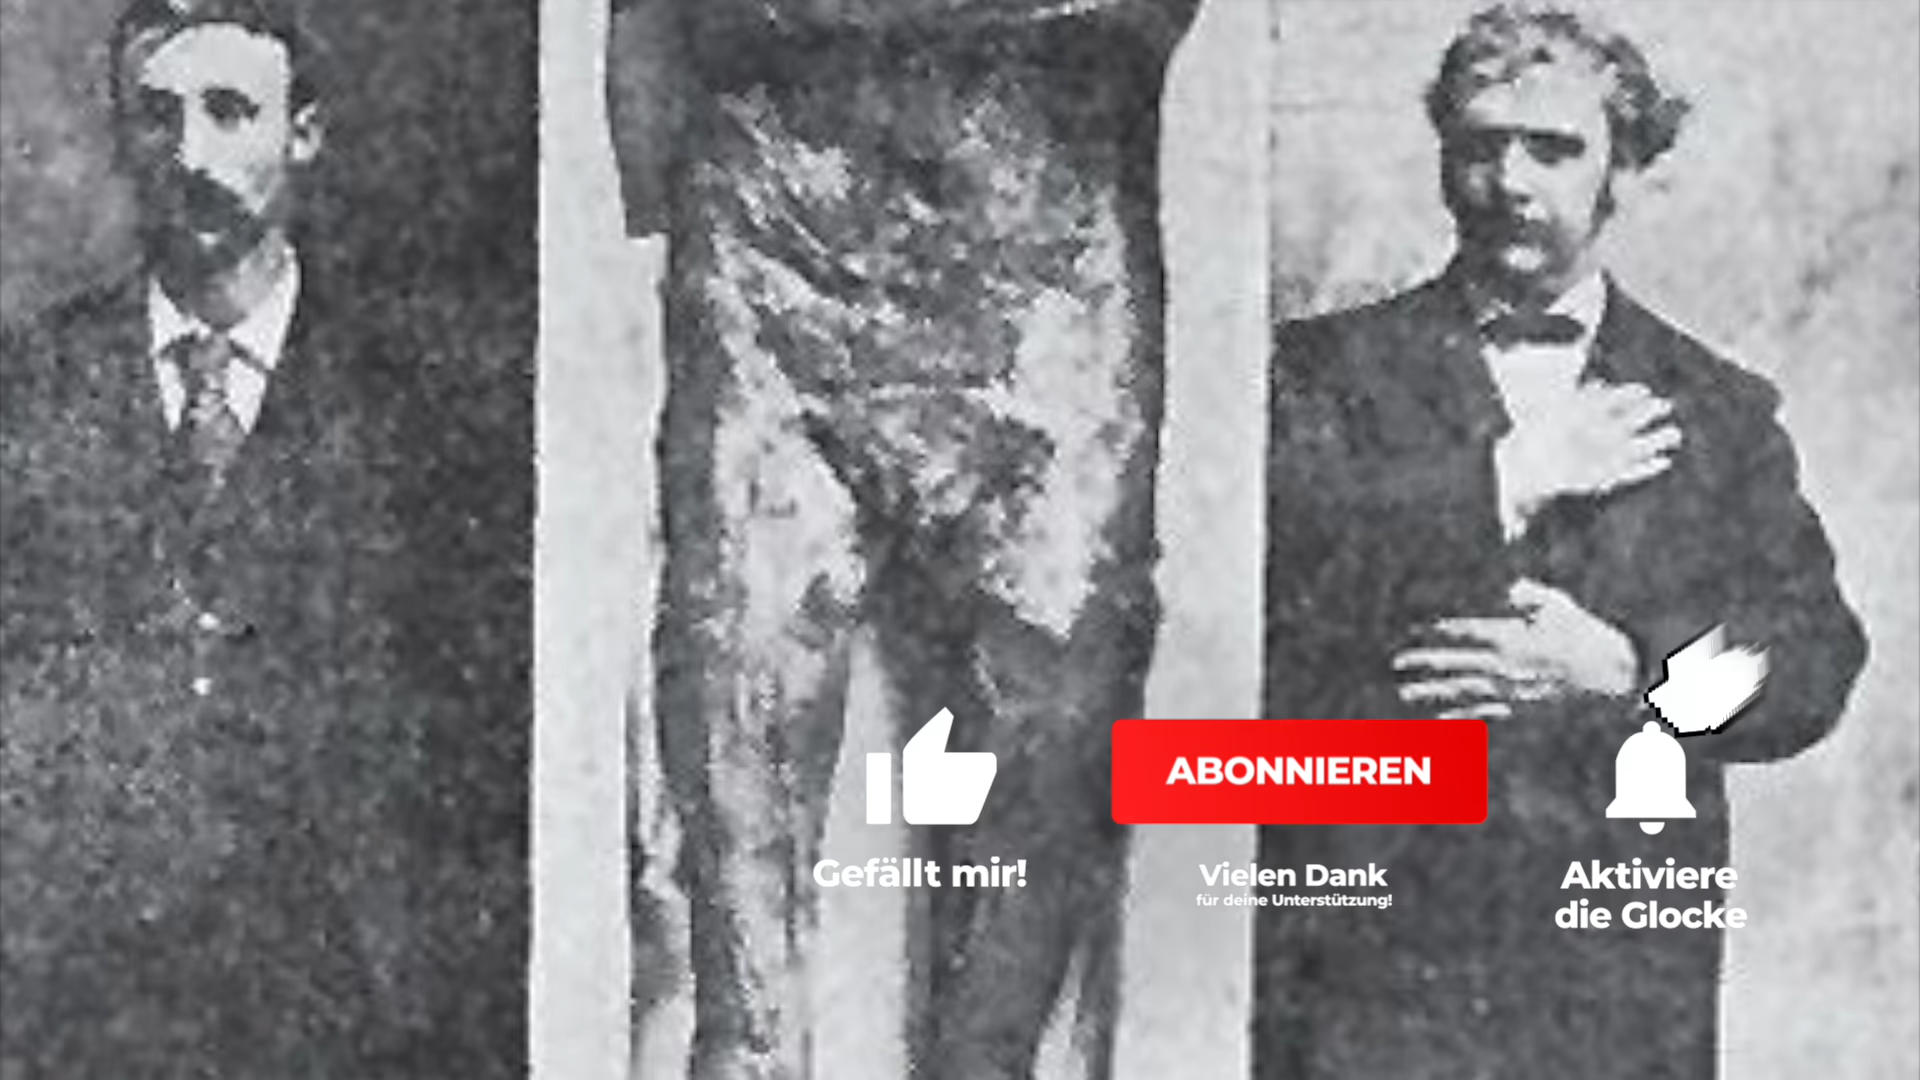 Gefällt mir!
ABONNIEREN
Vielen Dank
für deine Unterstützung!
Aktiviere
die Glocke